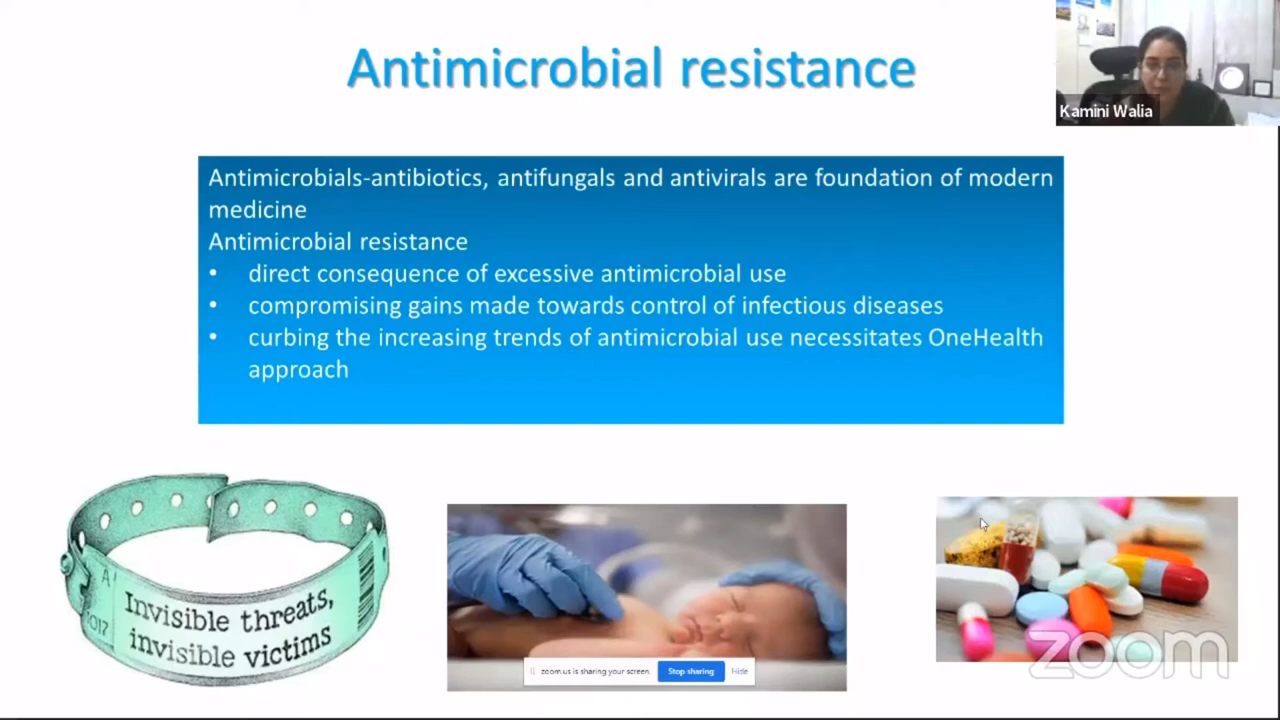 Antimicrobial resistance
Kamini Walia
Antimicrobials-antibiotics, antifungals and antivirals are foundation of modern
medicine
Antimicrobial resistance
• direct consequence of excessive antimicrobial use
• compromising gains made towards control of infectious diseases
• curbing the increasing trends of antimicrobial use necessitates OneHealth
approach
Invisible threats,
invisible victims
zoom.us is sharing your screen.
Stop sharing
Hide
zoom